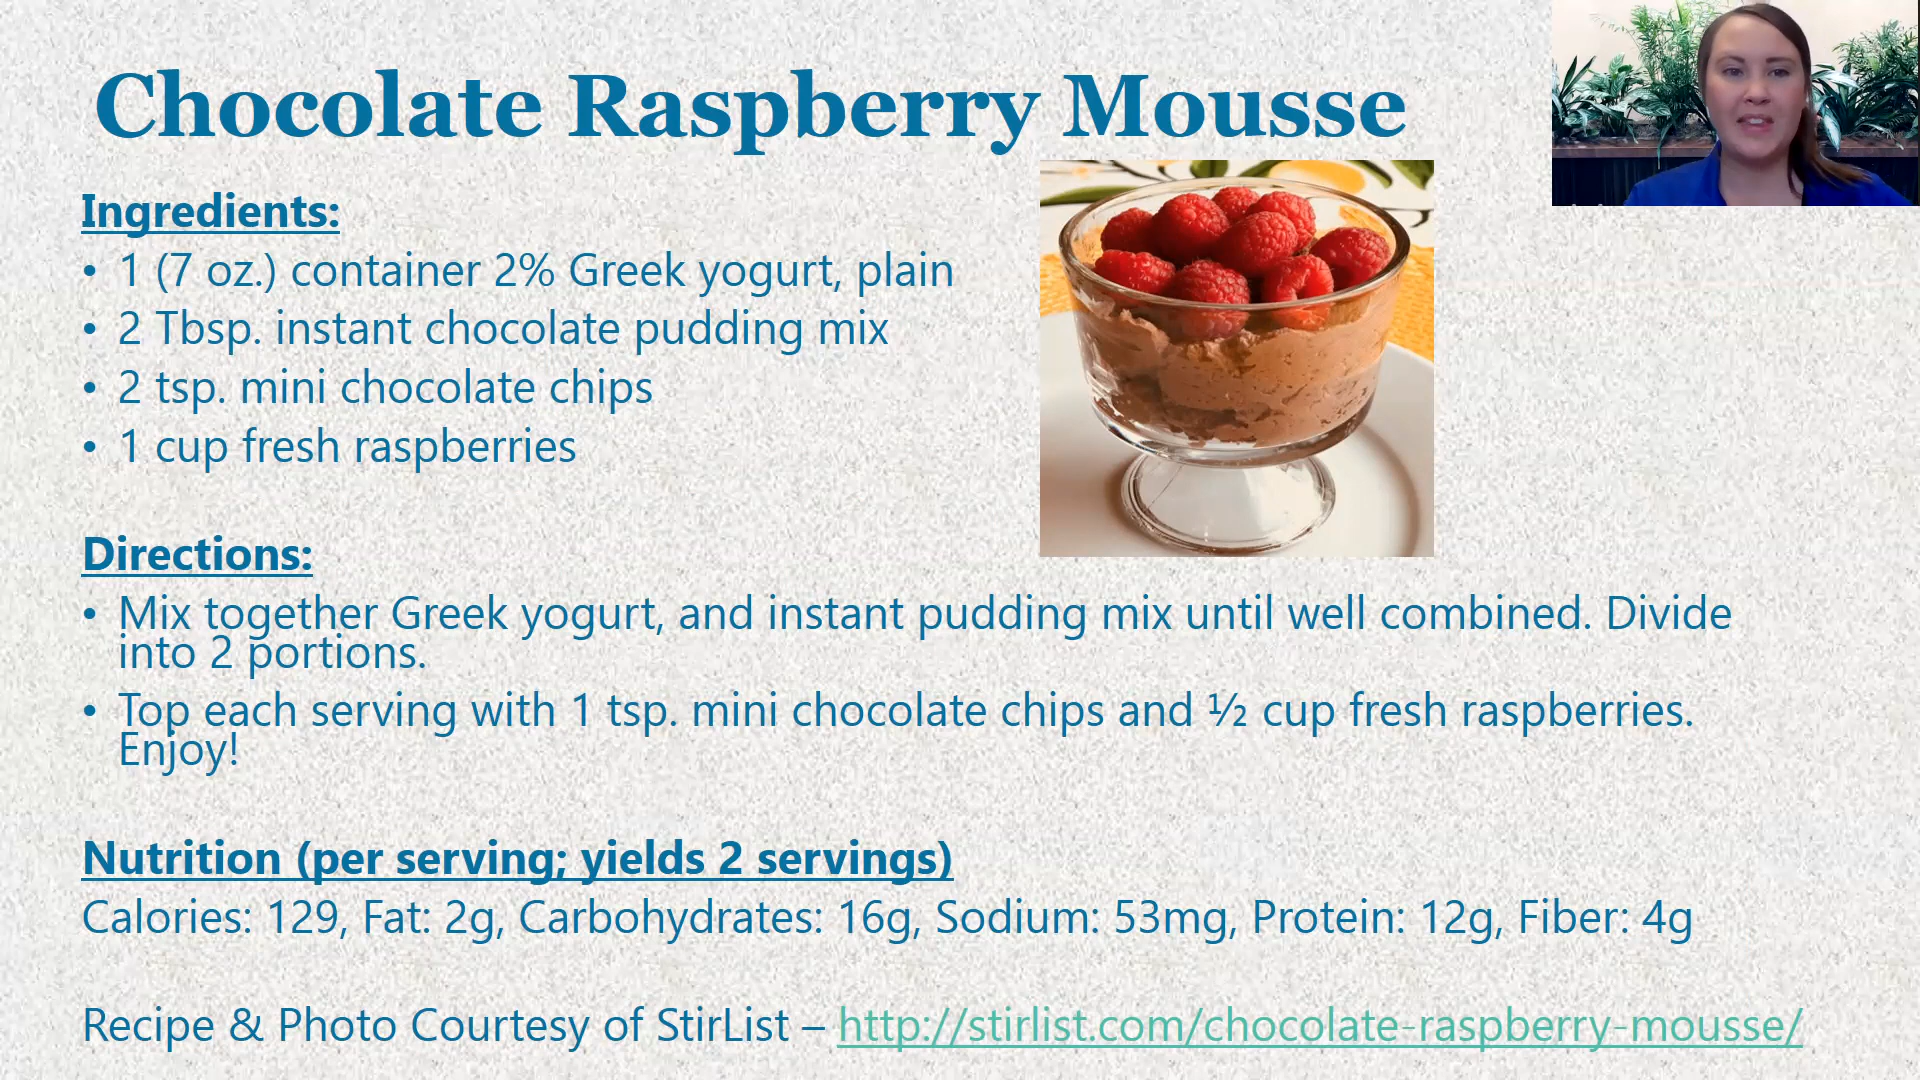 Chocolate Raspberry Mousse
Ingredients:
• 1 (7 oz.) container 2% Greek yogurt, plain
• 2 Tbsp. instant chocolate pudding mix
• 2 tsp. mini chocolate chips
• 1 cup fresh raspberries
Directions:
• Mix together Greek yogurt, and instant pudding mix until well combined. Divide
into 2 portions.
• Top each serving with 1 tsp. mini chocolate chips and ½ cup fresh raspberries.
Enjoy!
Nutrition (per serving; yields 2 servings)
Calories: 129, Fat: 2g, Carbohydrates: 16g, Sodium: 53mg, Protein: 12g, Fiber: 4g
Recipe & Photo Courtesy of StirList – http://stirlist.com/chocolate-raspberry-mousse/